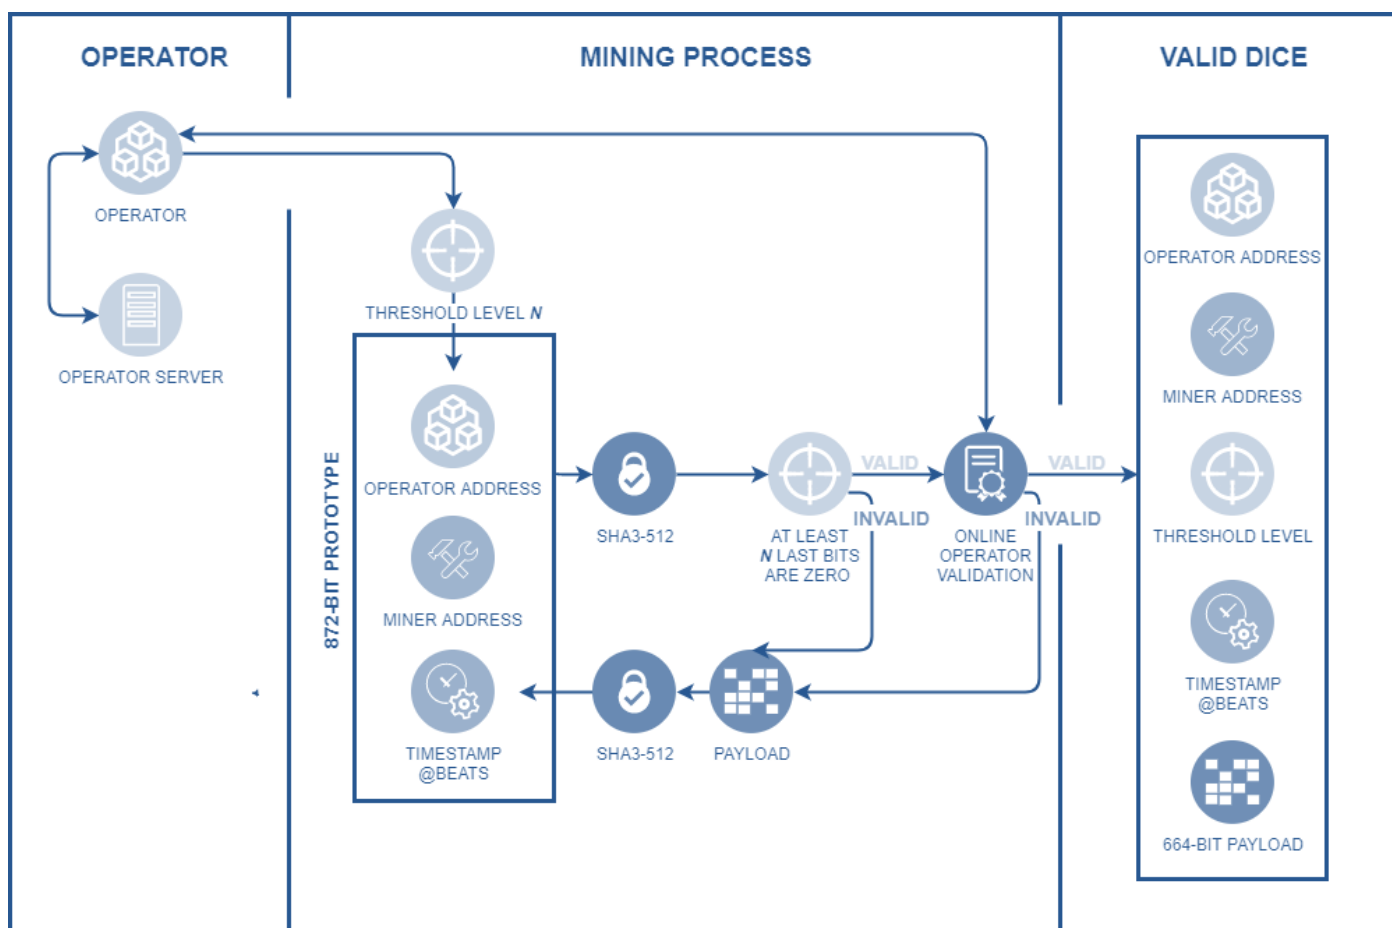 OPERATOR
MINING PROCESS
VALID DICE
OPERATOR
OPERATOR SERVER
THRESHOLD LEVEL N
872-BIT PROTOTYPE
OPERATOR ADDRESS
MINER ADDRESS
TIMESTAMP
@BEATS
SHA3-512
AT LEAST
N LAST BITS
ARE ZERO
VALID
INVALID
ONLINE
OPERATOR
VALIDATION
VALID
INVALID
SHA3-512
PAYLOAD
OPERATOR ADDRESS
MINER ADDRESS
THRESHOLD LEVEL
TIMESTAMP
@BEATS
664-BIT PAYLOAD